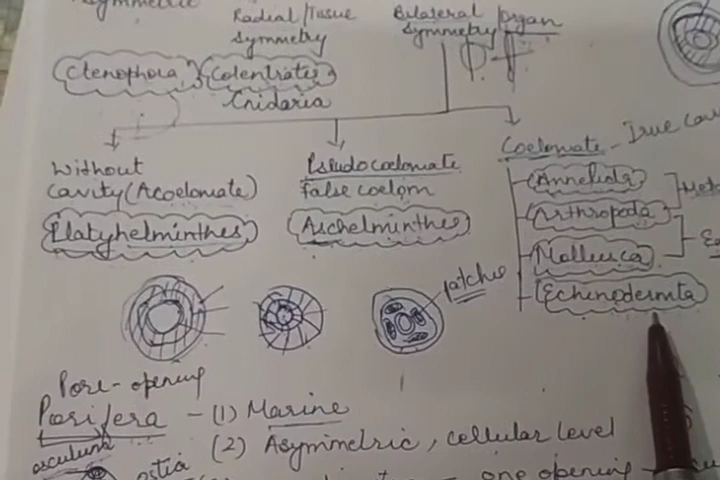 Radial/Tissue
Symmetry
Bilateral/organ
Symmetry
Ctenophora, Coelentrates
Cnidaria
Without
Cavity (Acoelomate)
Platyhelminthes
Pseudocoelomate
False coelom
Aschelminthes
Coelomate - True
Annelida
Arthropoda
Mollusca
Echinodermta
patches
Pore-opening
Porifera - (1) Marine
(2) Asymmetric, cellular level
osculum
ostia
one opening